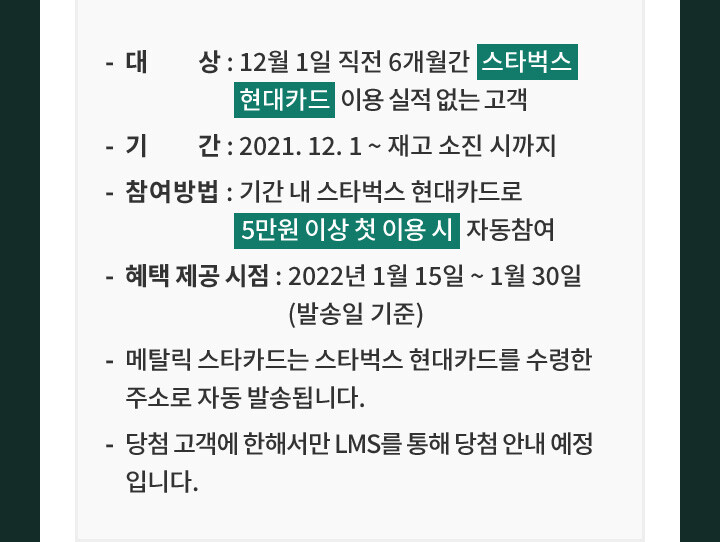 - 대 상 : 12월 1일 직전 6개월간 스타벅스
현대카드 이용 실적 없는 고객
- 기 간 : 2021. 12. 1 ~ 재고 소진 시까지
- 참여방법 : 기간 내 스타벅스 현대카드로
5만원 이상 첫 이용 시 자동참여
- 혜택 제공 시점 : 2022년 1월 15일 ~ 1월 30일
(발송일 기준)
- 메탈릭 스타카드는 스타벅스 현대카드를 수령한
주소로 자동 발송됩니다.
- 당첨 고객에 한해서만 LMS를 통해 당첨 안내 예정
입니다.